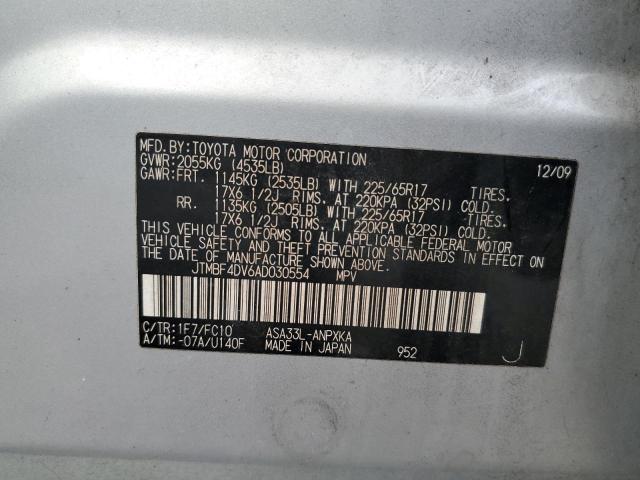 MFD. BY: TOYOTA MOTOR CORPORATION 12/09
GVWR: 2055KG (4535LB)
GAWR: FRT. 1145KG (2535LB) WITH 225/65R17 TIRES.
17X6 1/2J RIMS. AT 220KPA (32PSI) COLD.
RR. 1135KG (2505LB) WITH 225/65R17 TIRES.
17X6 1/2J RIMS. AT 220KPA (32PSI) COLD.
THIS VEHICLE CONFORMS TO ALL APPLICABLE FEDERAL MOTOR
VEHICLE SAFETY AND THEFT PREVENTION STANDARDS IN EFFECT ON
THE DATE OF MANUFACTURE SHOWN ABOVE.
JTMBF4DV6AD030554 MPV
C/TR: 1F7/FC10 ASA33L-ANPXKA
A/TM: -07A/U140F MADE IN JAPAN 952 J